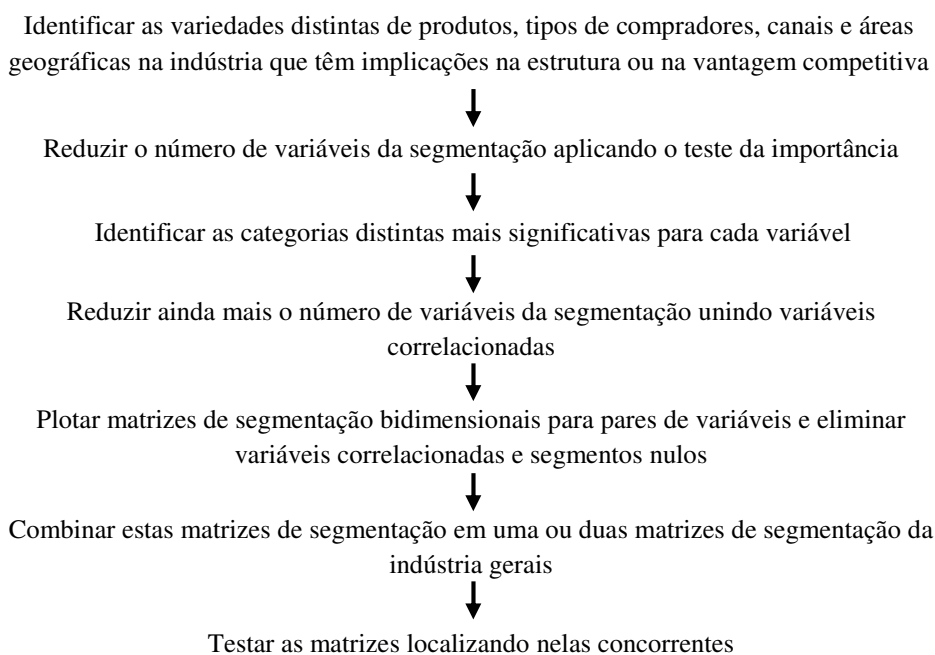 Identificar as variedades distintas de produtos, tipos de compradores, canais e áreas
geográficas na indústria que têm implicações na estrutura ou na vantagem competitiva
Reduzir o número de variáveis da segmentação aplicando o teste da importância
Identificar as categorias distintas mais significativas para cada variável
Reduzir ainda mais o número de variáveis da segmentação unindo variáveis
correlacionadas
Plotar matrizes de segmentação bidimensionais para pares de variáveis e eliminar
variáveis correlacionadas e segmentos nulos
Combinar estas matrizes de segmentação em uma ou duas matrizes de segmentação da
indústria gerais
Testar as matrizes localizando nelas concorrentes